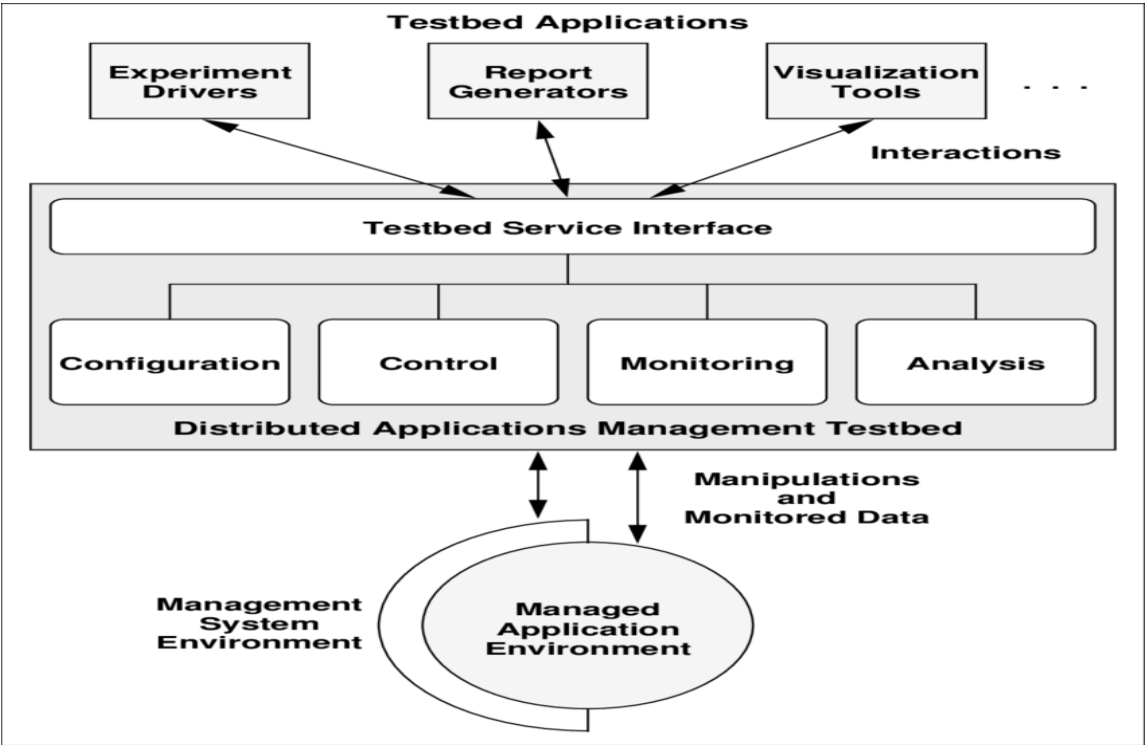 Testbed Applications
Experiment
Drivers
Report
Generators
Visualization
Tools
. . .
Interactions
Testbed Service Interface
Configuration
Control
Monitoring
Analysis
Distributed Applications Management Testbed
Manipulations
and
Monitored Data
Management
System
Environment
Managed
Application
Environment